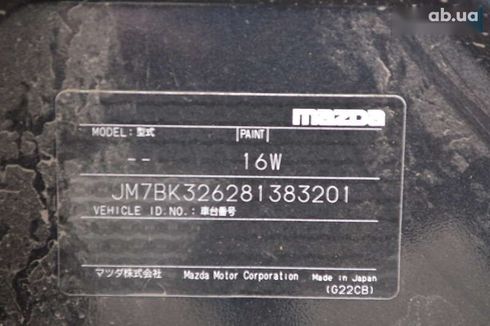 ab.ua
mazda
MODEL: 型式 PAINT
-- 16W
JM7BK326281383201
VEHICLE ID.NO.: 車台番号
マツダ株式会社 Mazda Motor Corporation Made in Japan
(G22CB)